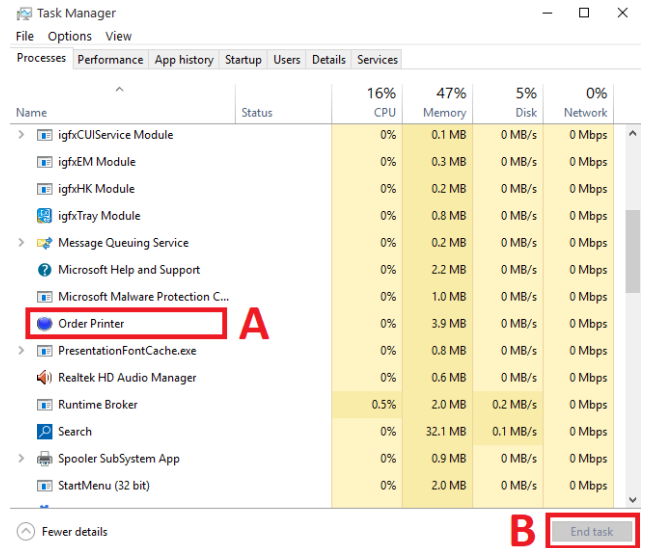 Task Manager
File Options View
Processes Performance App history Startup Users Details Services
16% 47% 5% 0%
Name Status CPU Memory Disk Network
igfxCUIService Module 0% 0.1 MB 0 MB/s 0 Mbps
igfxEM Module 0% 0.3 MB 0 MB/s 0 Mbps
igfxHK Module 0% 0.2 MB 0 MB/s 0 Mbps
igfxTray Module 0% 0.8 MB 0 MB/s 0 Mbps
Message Queuing Service 0% 0.2 MB 0 MB/s 0 Mbps
Microsoft Help and Support 0% 2.2 MB 0 MB/s 0 Mbps
Microsoft Malware Protection C... 0% 1.0 MB 0 MB/s 0 Mbps
Order Printer A 0% 3.9 MB 0 MB/s 0 Mbps
PresentationFontCache.exe 0% 0.8 MB 0 MB/s 0 Mbps
Realtek HD Audio Manager 0% 0.6 MB 0 MB/s 0 Mbps
Runtime Broker 0.5% 2.0 MB 0.2 MB/s 0 Mbps
Search 0% 32.1 MB 0.1 MB/s 0 Mbps
Spooler SubSystem App 0% 0.9 MB 0 MB/s 0 Mbps
StartMenu (32 bit) 0% 2.0 MB 0 MB/s 0 Mbps
Fewer details B End task